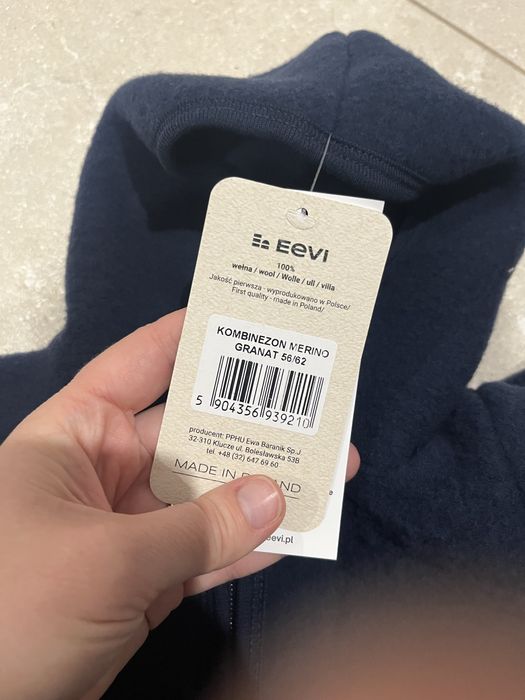 EEVI
100%
wełna / wool / Wolle / ull / villa
Jakość pierwsza - wyprodukowano w Polsce/
First quality - made in Poland/
KOMBINEZON MERINO
GRANAT 56/62
5 904356 939210
producent: PPHU Ewa Baranik Sp.J.
32-310 Klucze ul. Bolesławska 53B
tel. +48 (32) 647 69 60
MADE IN
eevi.pl